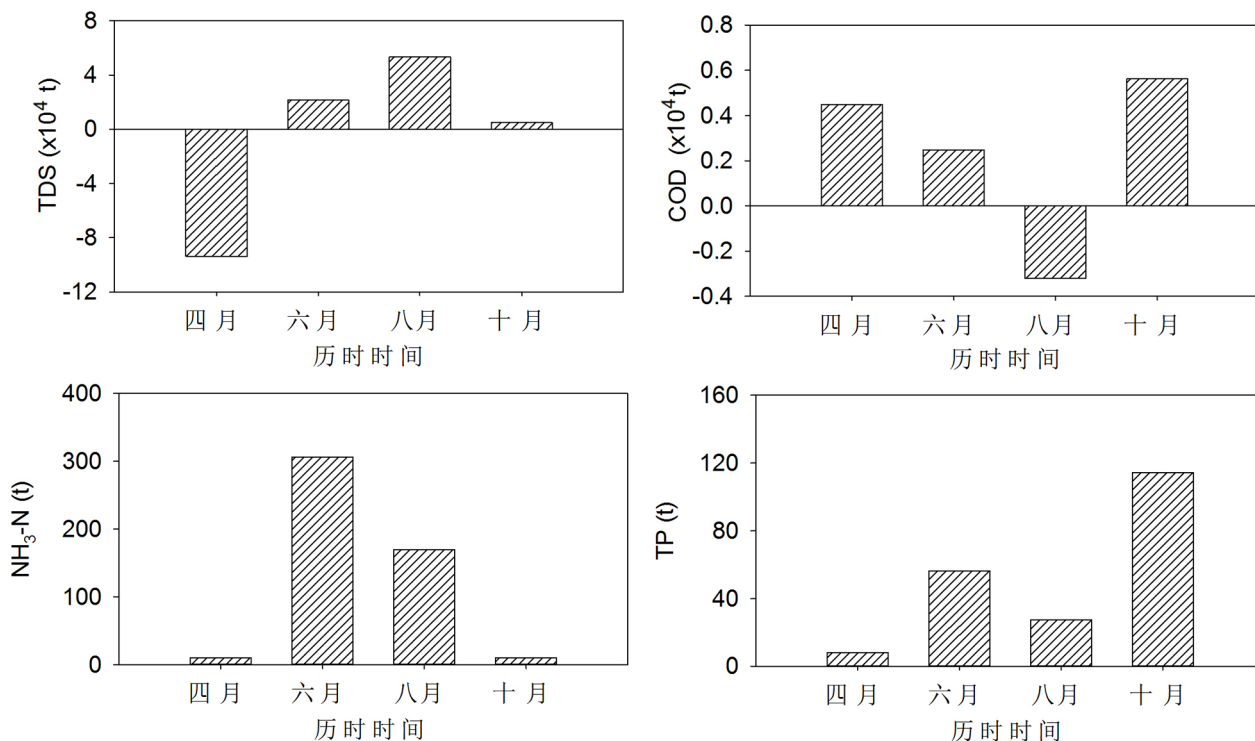 8
4
0
-4
-8
-12
TDS (x10⁴ t)
四月 六月 八月 十月
历时时间
0.8
0.6
0.4
0.2
0.0
-0.2
-0.4
COD (x10⁴t)
四月 六月 八月 十月
历时时间
400
300
200
100
0
NH₃-N (t)
四月 六月 八月 十月
历时时间
160
120
80
40
0
TP (t)
四月 六月 八月 十月
历时时间